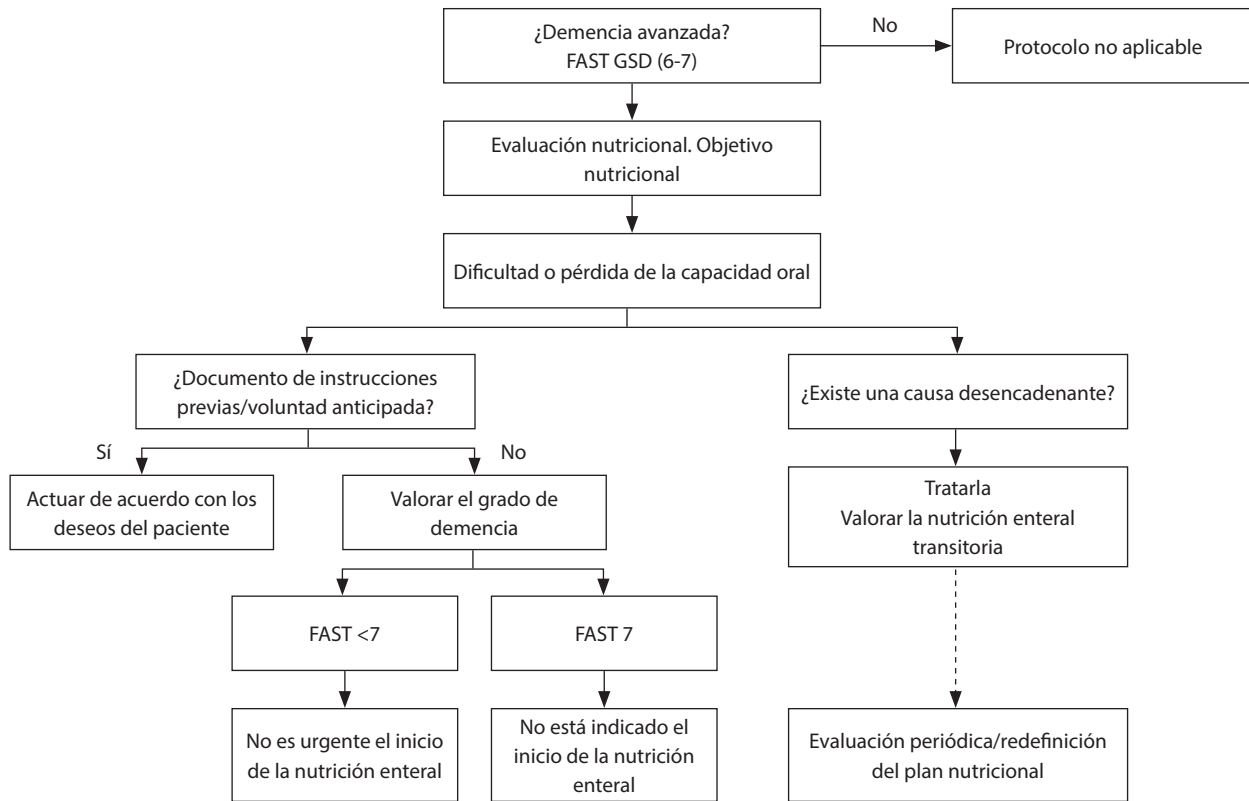 ¿Demencia avanzada?
FAST GSD (6-7)
No
Protocolo no aplicable
Evaluación nutricional. Objetivo
nutricional
Dificultad o pérdida de la capacidad oral
¿Documento de instrucciones
previas/voluntad anticipada?
¿Existe una causa desencadenante?
Sí
No
Actuar de acuerdo con los
deseos del paciente
Valorar el grado de
demencia
Tratarla
Valorar la nutrición enteral
transitoria
FAST <7
FAST 7
No es urgente el inicio
de la nutrición enteral
No está indicado el
inicio de la nutrición
enteral
Evaluación periódica/redefinición
del plan nutricional